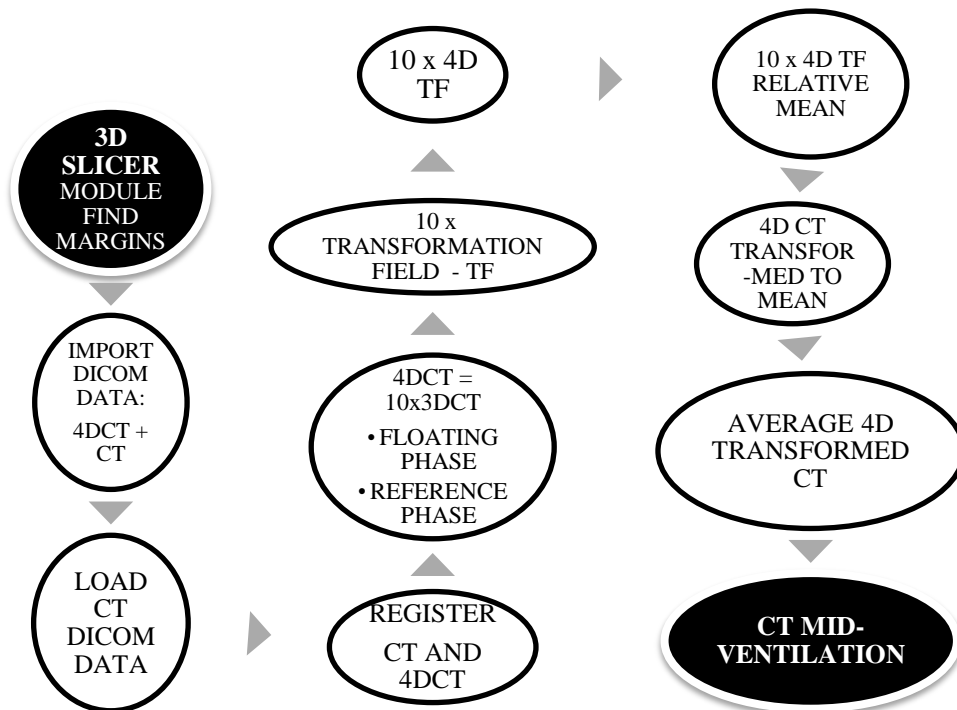 3D
SLICER
MODULE
FIND
MARGINS
IMPORT
DICOM
DATA:
4DCT +
CT
LOAD
CT
DICOM
DATA
REGISTER
CT AND
4DCT
4DCT =
10x3DCT
• FLOATING
PHASE
• REFERENCE
PHASE
10 x
TRANSFORMATION
FIELD - TF
10 x 4D
TF
10 x 4D TF
RELATIVE
MEAN
4D CT
TRANSFOR
-MED TO
MEAN
AVERAGE 4D
TRANSFORMED
CT
CT MID-
VENTILATION